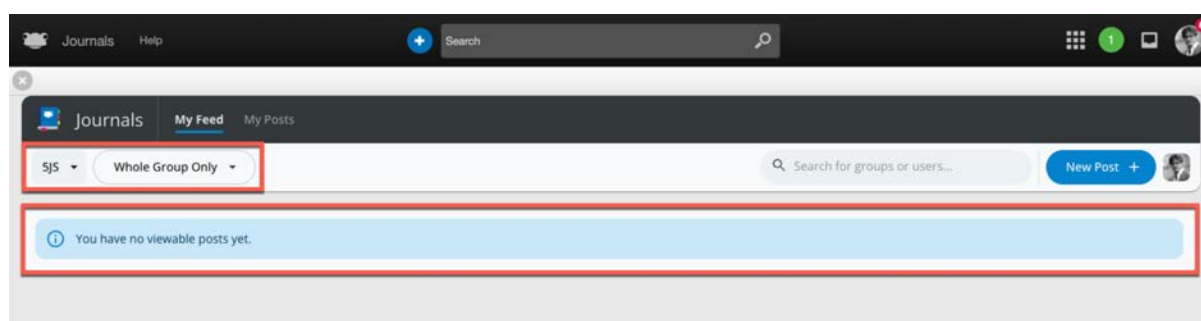 Journals Help Search 1
Journals My Feed My Posts
5JS Whole Group Only Search for groups or users... New Post +
You have no viewable posts yet.